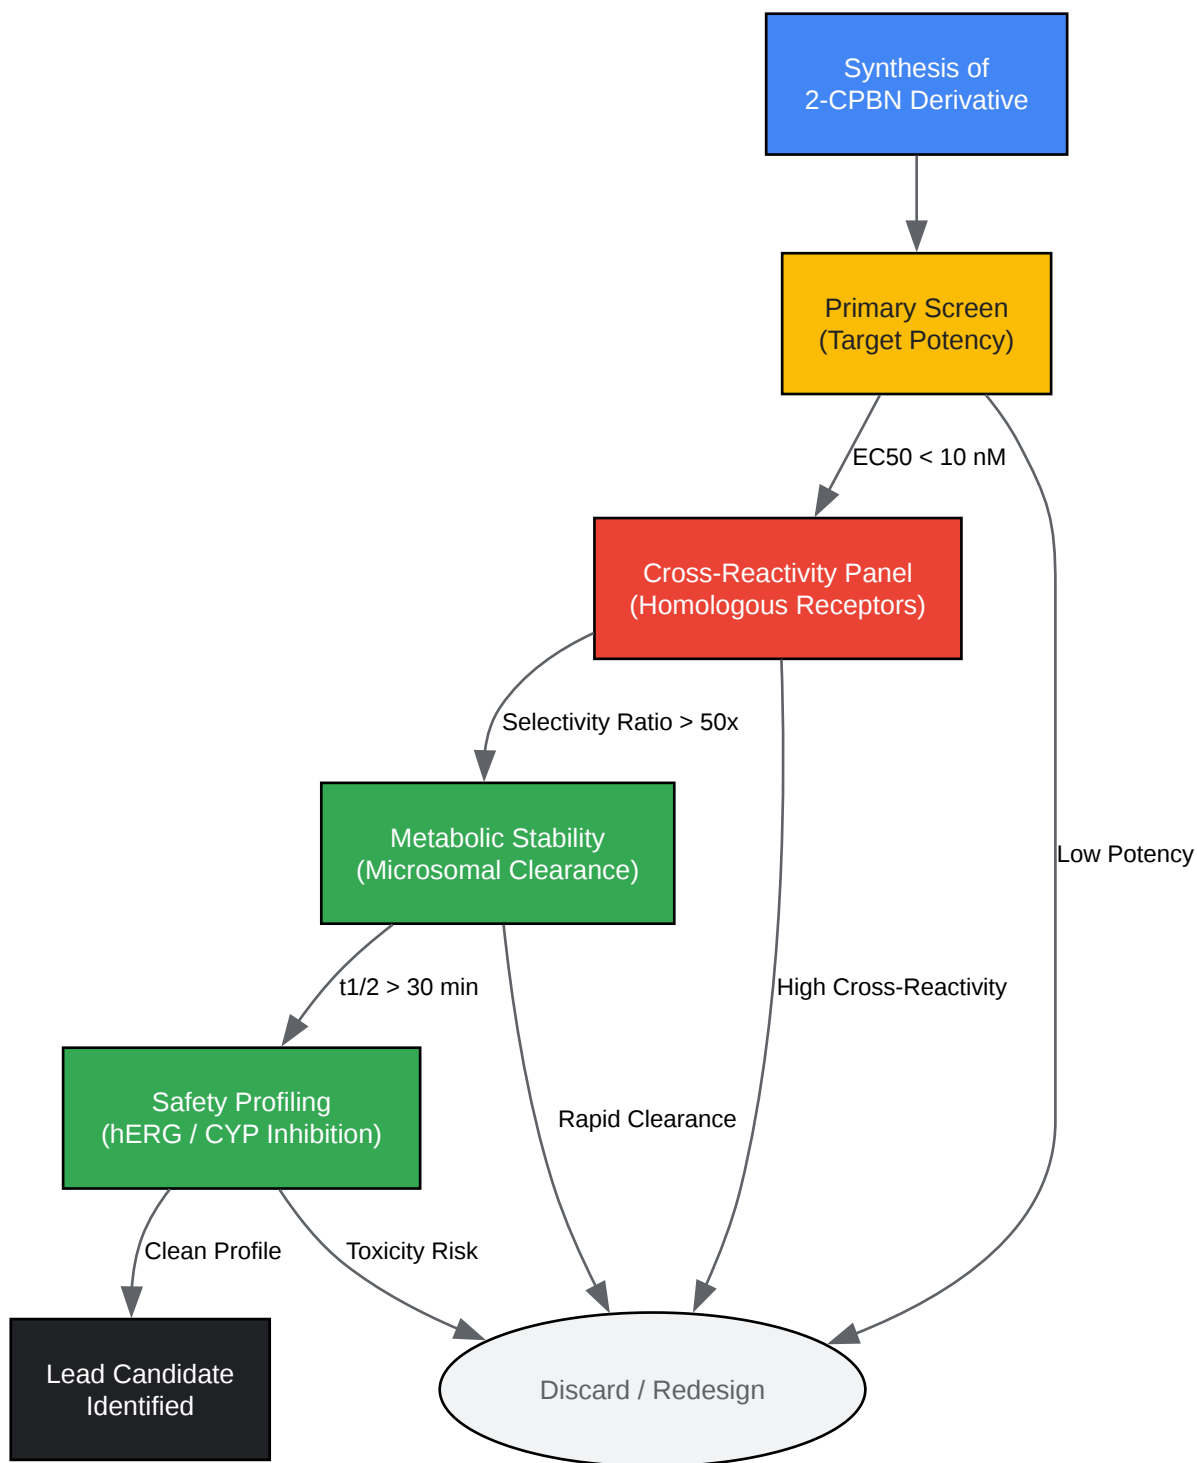 Synthesis of
2-CPBN Derivative
Primary Screen
(Target Potency)
EC50 < 10 nM
Cross-Reactivity Panel
(Homologous Receptors)
Selectivity Ratio > 50x
Metabolic Stability
(Microsomal Clearance)
Low Potency
t1/2 > 30 min
High Cross-Reactivity
Safety Profiling
(hERG / CYP Inhibition)
Rapid Clearance
Clean Profile
Toxicity Risk
Lead Candidate
Identified
Discard / Redesign